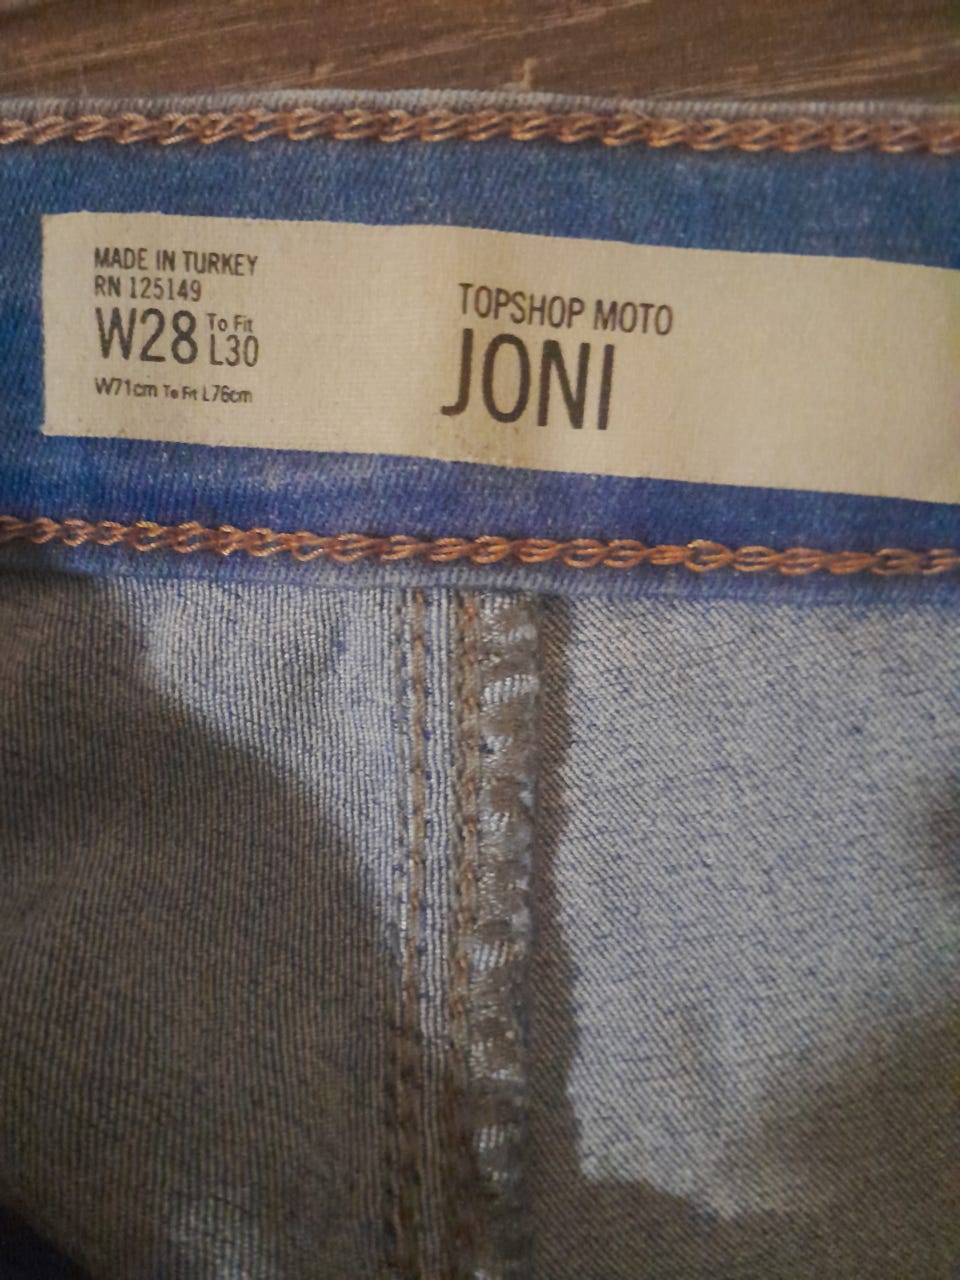 MADE IN TURKEY
RN 125149
W28 To Fit L30
W71cm To Fit L76cm
TOPSHOP MOTO
JONI